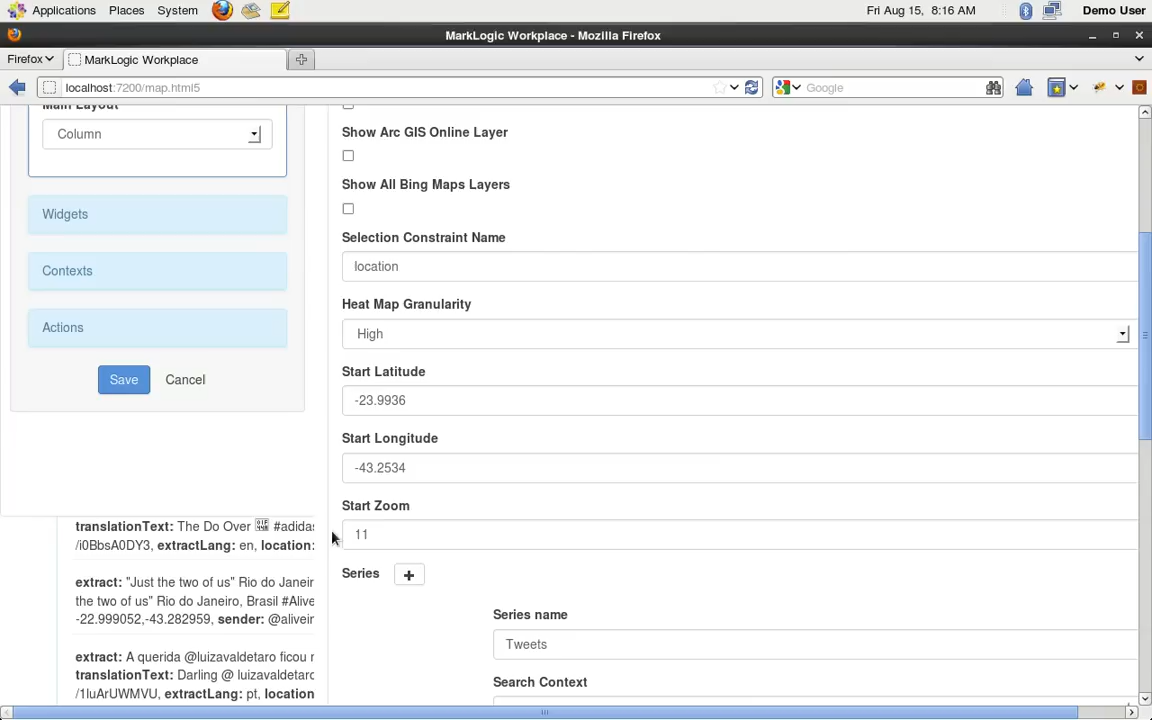 Applications Places System
Fri Aug 15, 8:16 AM
Demo User
MarkLogic Workplace - Mozilla Firefox
Firefox
MarkLogic Workplace
localhost:7200/map.html5
Google
Main Layout
Column
Widgets
Contexts
Actions
Save Cancel
translationText: The Do Over #adidas
/i0BbsA0DY3, extractLang: en, location:
extract: "Just the two of us" Rio do Janeir
the two of us" Rio do Janeiro, Brasil #Alive
-22.999052,-43.282959, sender: @aliveir
extract: A querida @luizavaldetaro ficou
translationText: Darling @ luizavaldetaro
/1luArUWMVU, extractLang: pt, location
Show Arc GIS Online Layer
Show All Bing Maps Layers
Selection Constraint Name
location
Heat Map Granularity
High
Start Latitude
-23.9936
Start Longitude
-43.2534
Start Zoom
11
Series +
Series name
Tweets
Search Context